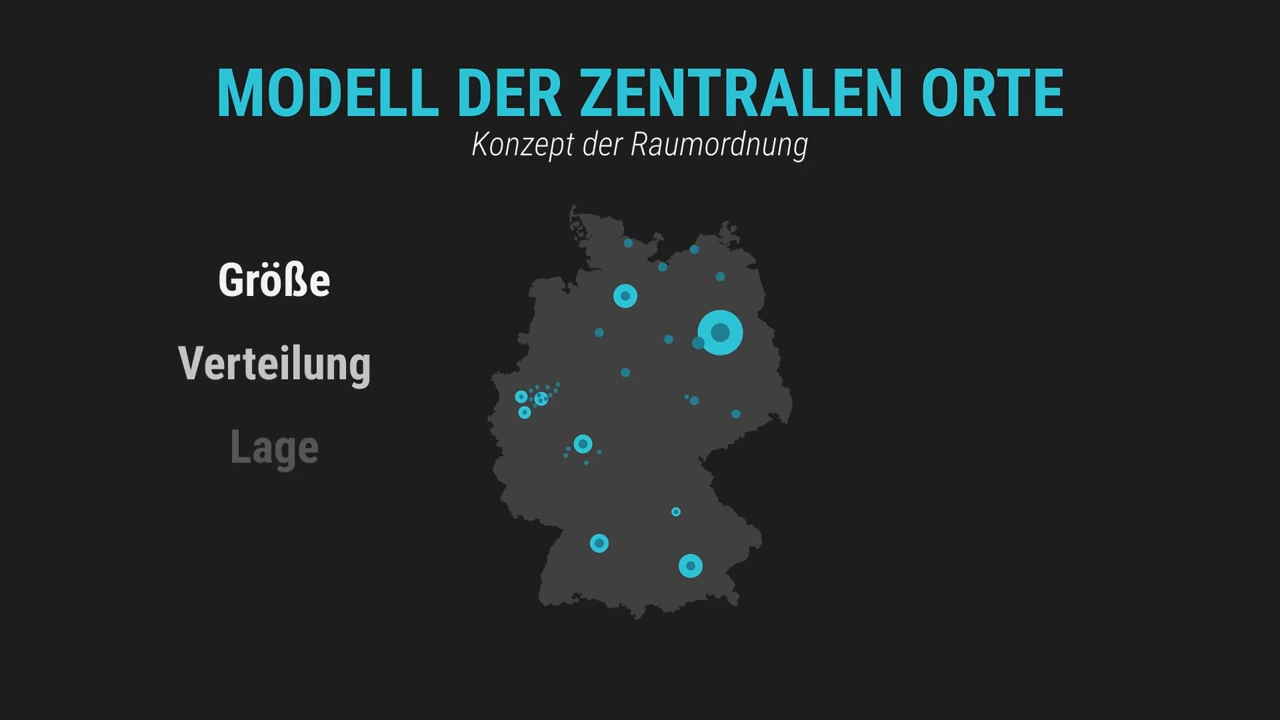 MODELL DER ZENTRALEN ORTE
Konzept der Raumordnung
Größe
Verteilung
Lage